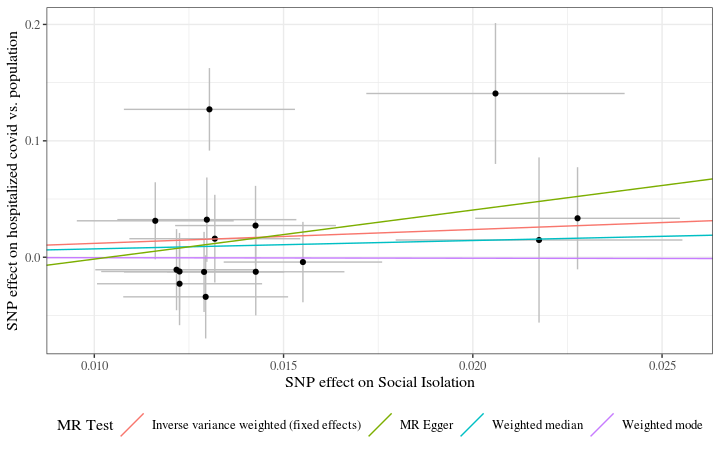 SNP effect on hospitalized covid vs. population
0.2
0.1
0.0
0.010 0.015 0.020 0.025
SNP effect on Social Isolation
MR Test Inverse variance weighted (fixed effects) MR Egger Weighted median Weighted mode